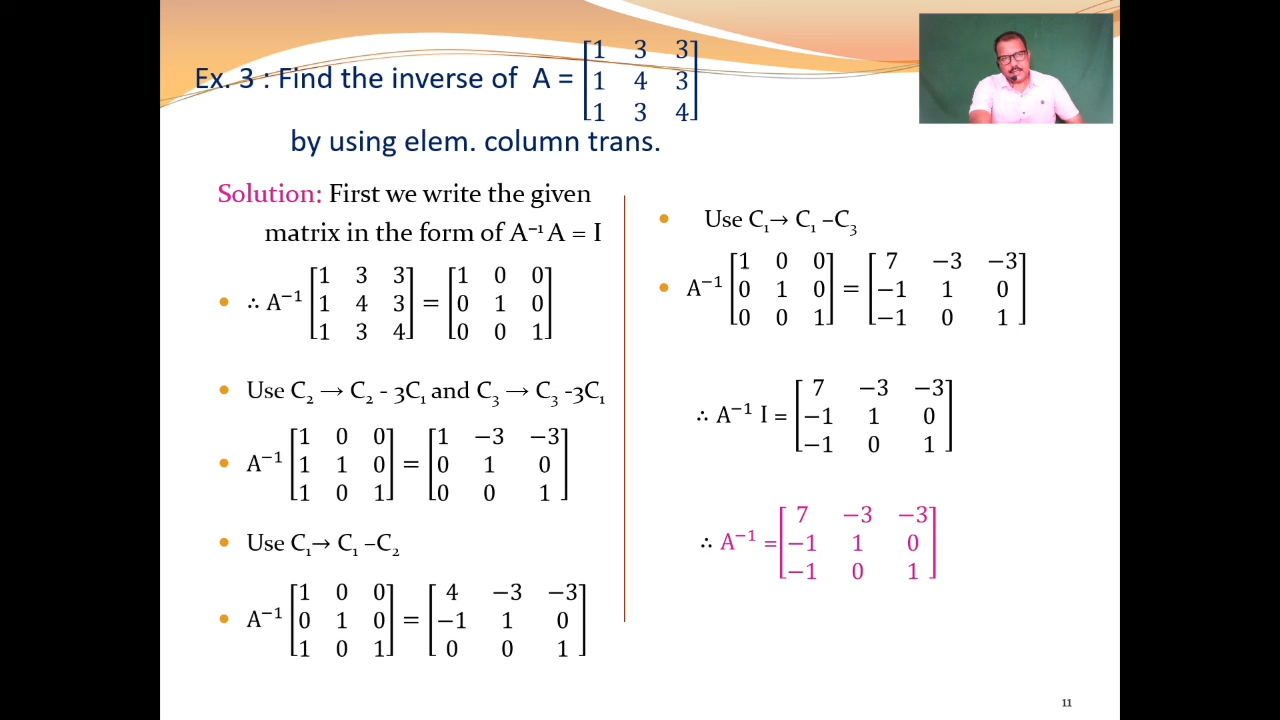 Ex. 3 : Find the inverse of A = [1 3 3
1 4 3
1 3 4]
by using elem. column trans.
Solution: First we write the given
matrix in the form of A⁻¹ A = I
• ∴ A⁻¹ [1 3 3
1 4 3
1 3 4] = [1 0 0
0 1 0
0 0 1]
• Use C₂ → C₂ - 3C₁ and C₃ → C₃ -3C₁
• A⁻¹ [1 0 0
1 1 0
1 0 1] = [1 −3 −3
0 1 0
0 0 1]
• Use C₁→ C₁ –C₂
• A⁻¹ [1 0 0
0 1 0
1 0 1] = [4 −3 −3
−1 1 0
0 0 1]
• Use C₁→ C₁ –C₃
• A⁻¹ [1 0 0
0 1 0
0 0 1] = [7 −3 −3
−1 1 0
−1 0 1]
∴ A⁻¹ I = [7 −3 −3
−1 1 0
−1 0 1]
∴ A⁻¹ = [7 −3 −3
−1 1 0
−1 0 1]
11